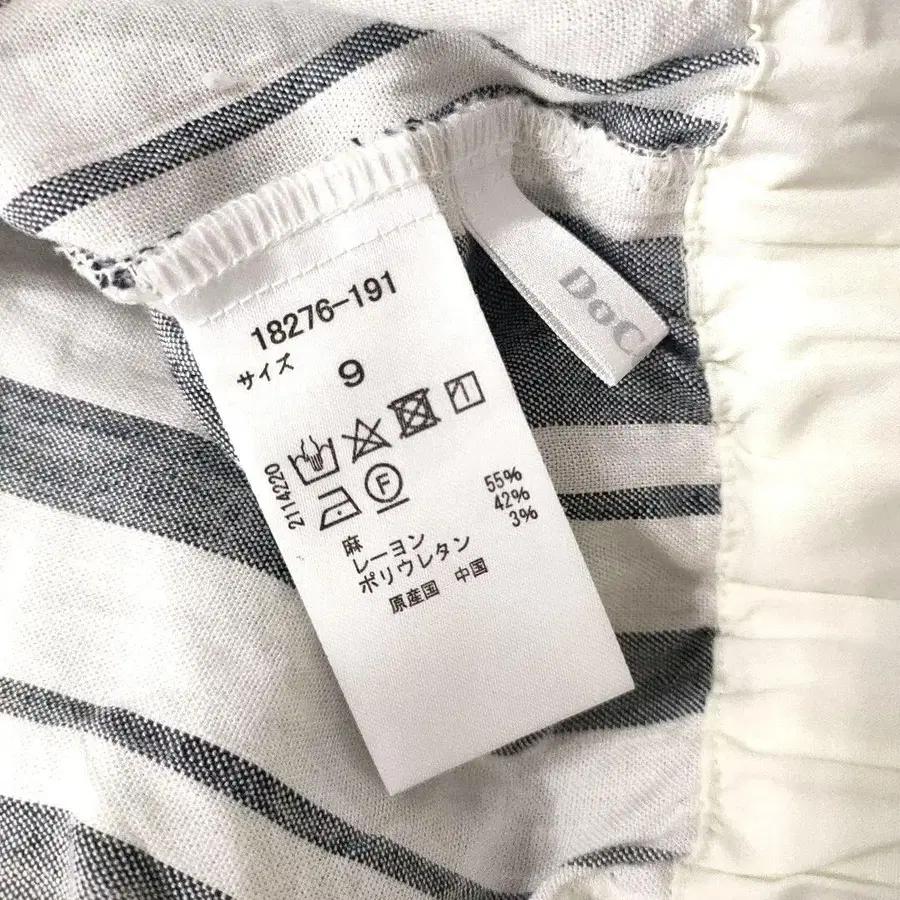 18276-191
サイズ
9
2114220
F
麻 55%
レーヨン 42%
ポリウレタン 3%
原産国 中国
DoC